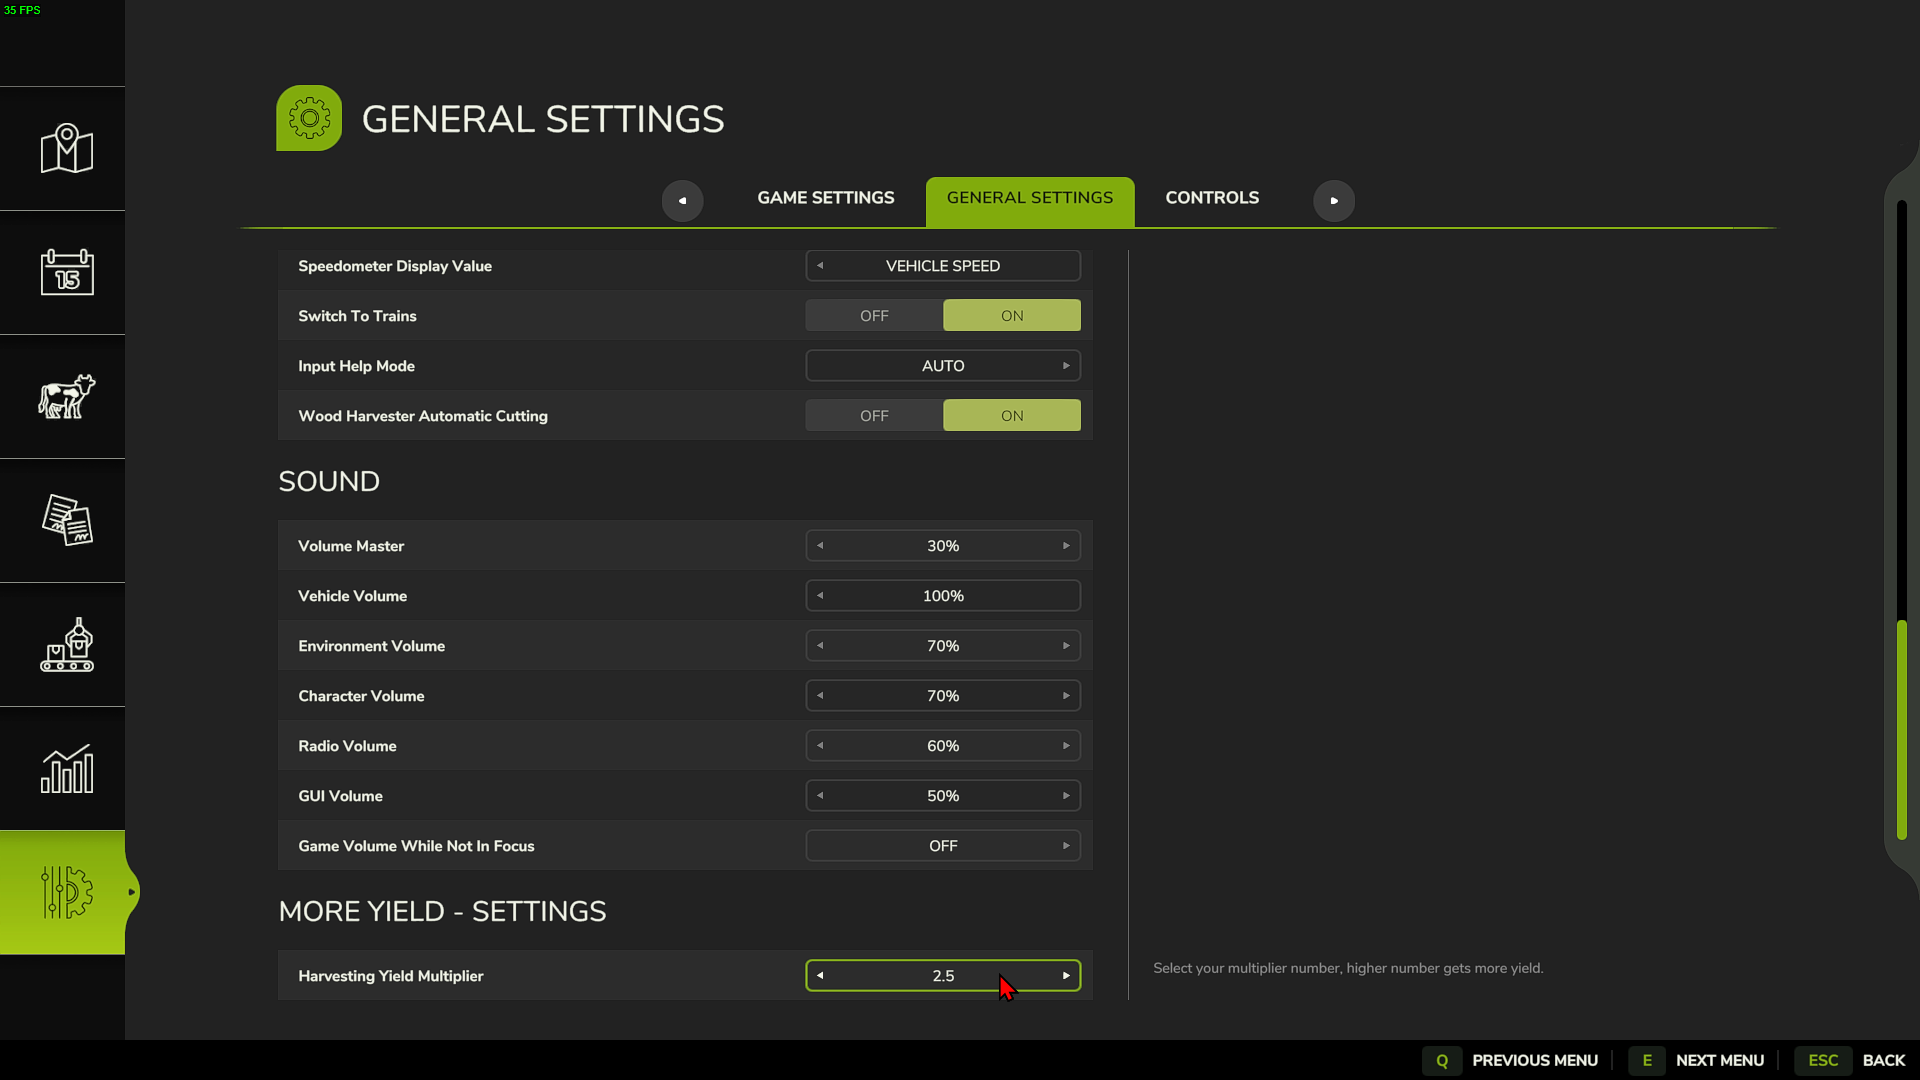 35 FPS
GENERAL SETTINGS
GAME SETTINGS GENERAL SETTINGS CONTROLS
Speedometer Display Value VEHICLE SPEED
Switch To Trains OFF ON
Input Help Mode AUTO
Wood Harvester Automatic Cutting OFF ON
SOUND
Volume Master 30%
Vehicle Volume 100%
Environment Volume 70%
Character Volume 70%
Radio Volume 60%
GUI Volume 50%
Game Volume While Not In Focus OFF
MORE YIELD - SETTINGS
Harvesting Yield Multiplier 2.5
Select your multiplier number, higher number gets more yield.
15
Q PREVIOUS MENU E NEXT MENU ESC BACK